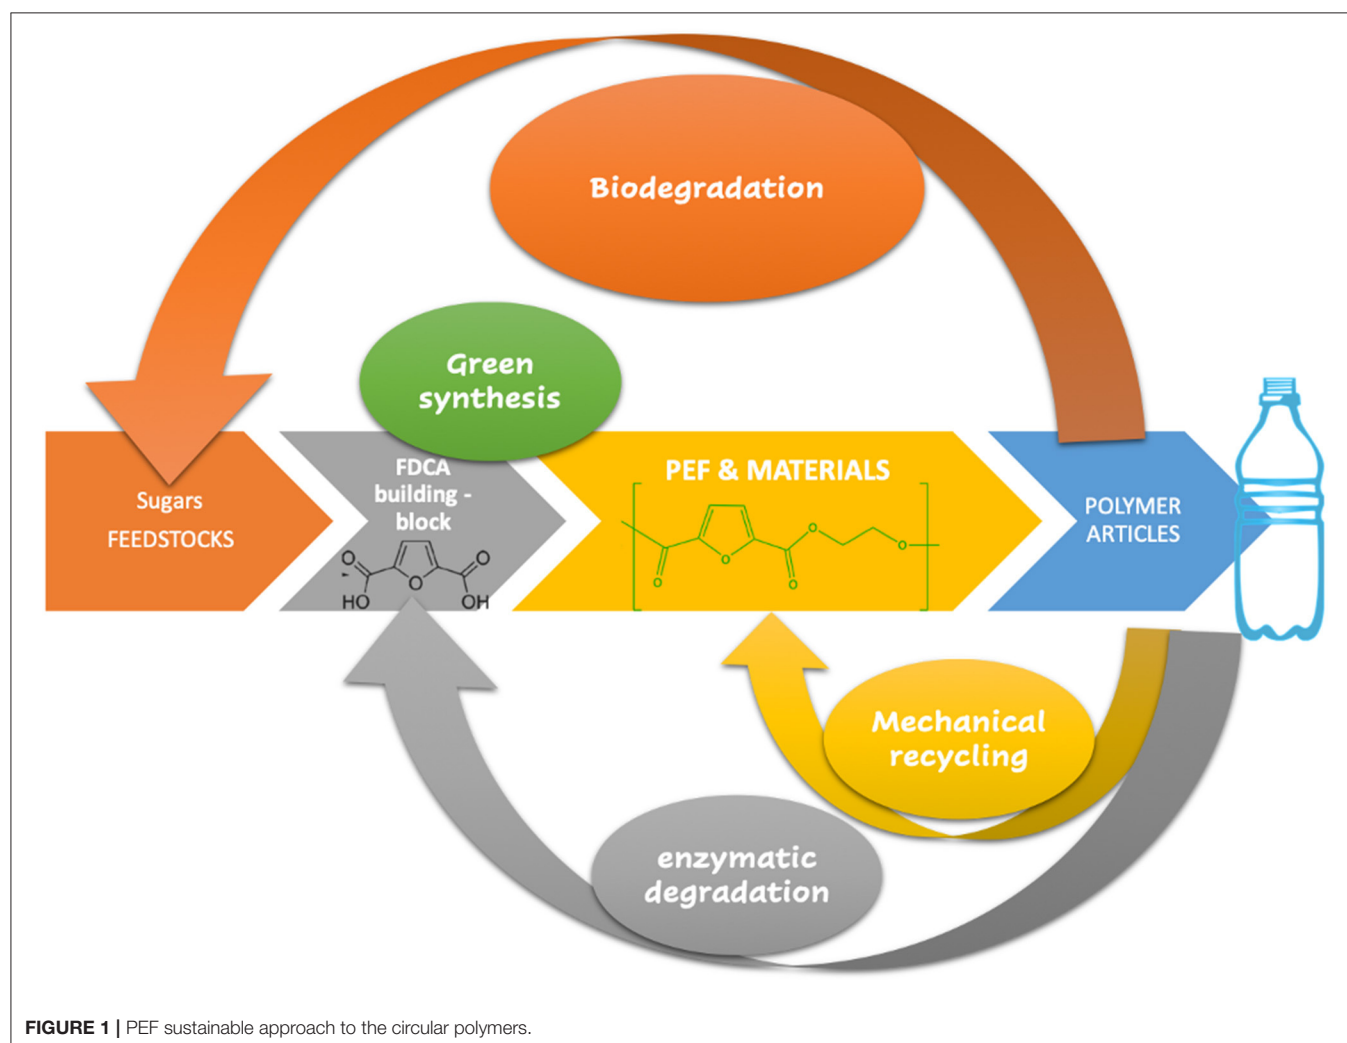 Biodegradation
Green
synthesis
Sugars
FEEDSTOCKS
FDCA
building -
block
O
O
O
HO
OH
PEF & MATERIALS
O
O
O
O
O
POLYMER
ARTICLES
Mechanical
recycling
enzymatic
degradation
FIGURE 1 | PEF sustainable approach to the circular polymers.